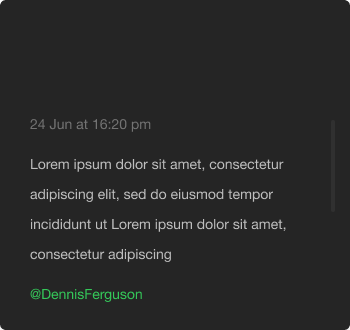 24 Jun at 16:20 pm
Lorem ipsum dolor sit amet, consectetur
adipiscing elit, sed do eiusmod tempor
incididunt ut Lorem ipsum dolor sit amet,
consectetur adipiscing
@DennisFerguson